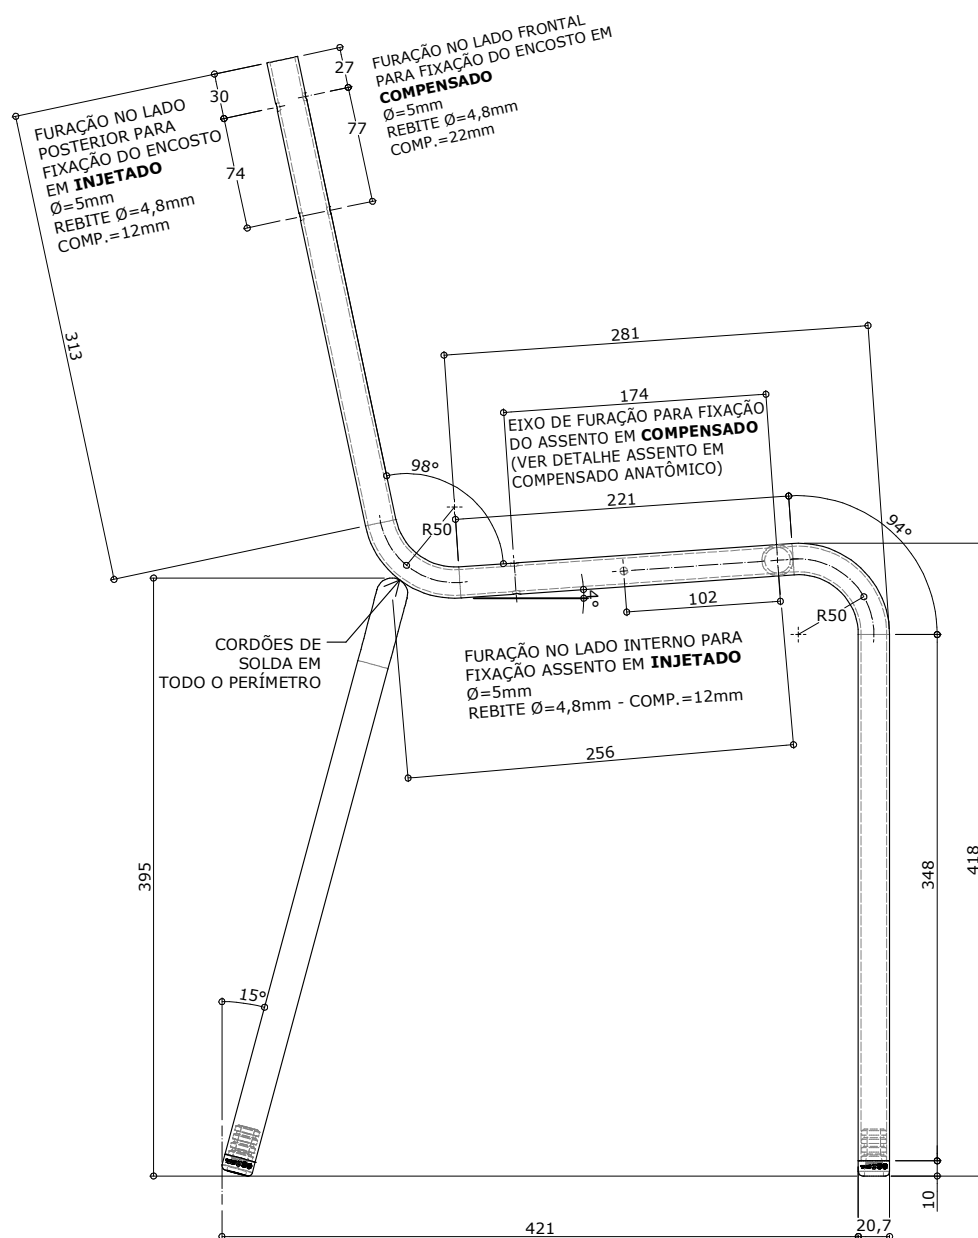 FURAÇÃO NO LADO FRONTAL
PARA FIXAÇÃO DO ENCOSTO EM
COMPENSADO
Ø=5mm
REBITE Ø=4,8mm
COMP.=22mm
27
77
30
74
FURAÇÃO NO LADO
POSTERIOR PARA
FIXAÇÃO DO ENCOSTO
EM INJETADO
Ø=5mm
REBITE Ø=4,8mm
COMP.=12mm
313
281
174
EIXO DE FURAÇÃO PARA FIXAÇÃO
DO ASSENTO EM COMPENSADO
(VER DETALHE ASSENTO EM
COMPENSADO ANATÔMICO)
98°
221
R50
94°
4°
102
R50
CORDÕES DE
SOLDA EM
TODO O PERÍMETRO
FURAÇÃO NO LADO INTERNO PARA
FIXAÇÃO ASSENTO EM INJETADO
Ø=5mm
REBITE Ø=4,8mm - COMP.=12mm
256
395
348
418
15°
10
421
20,7